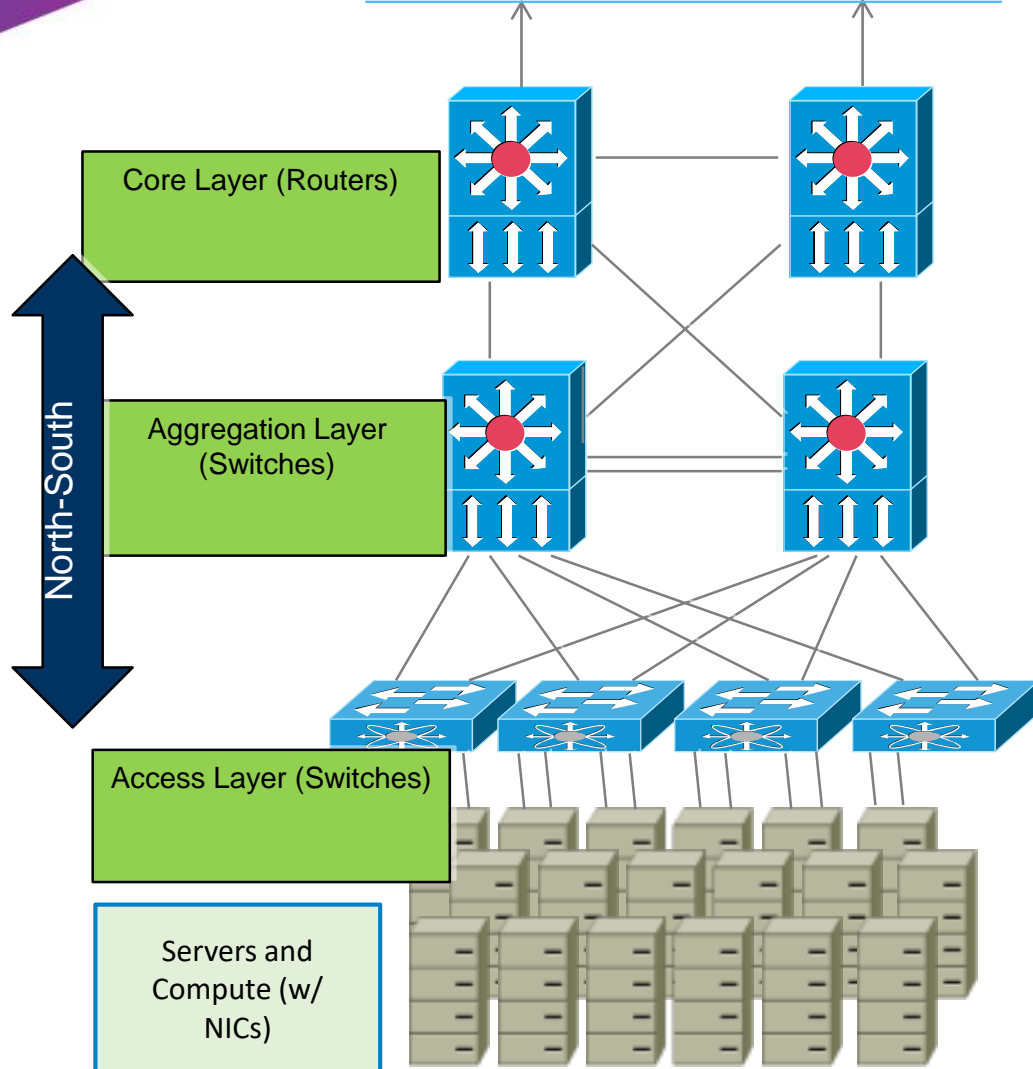 Core Layer (Routers)
North-South
Aggregation Layer
(Switches)
Access Layer (Switches)
Servers and
Compute (w/
NICs)